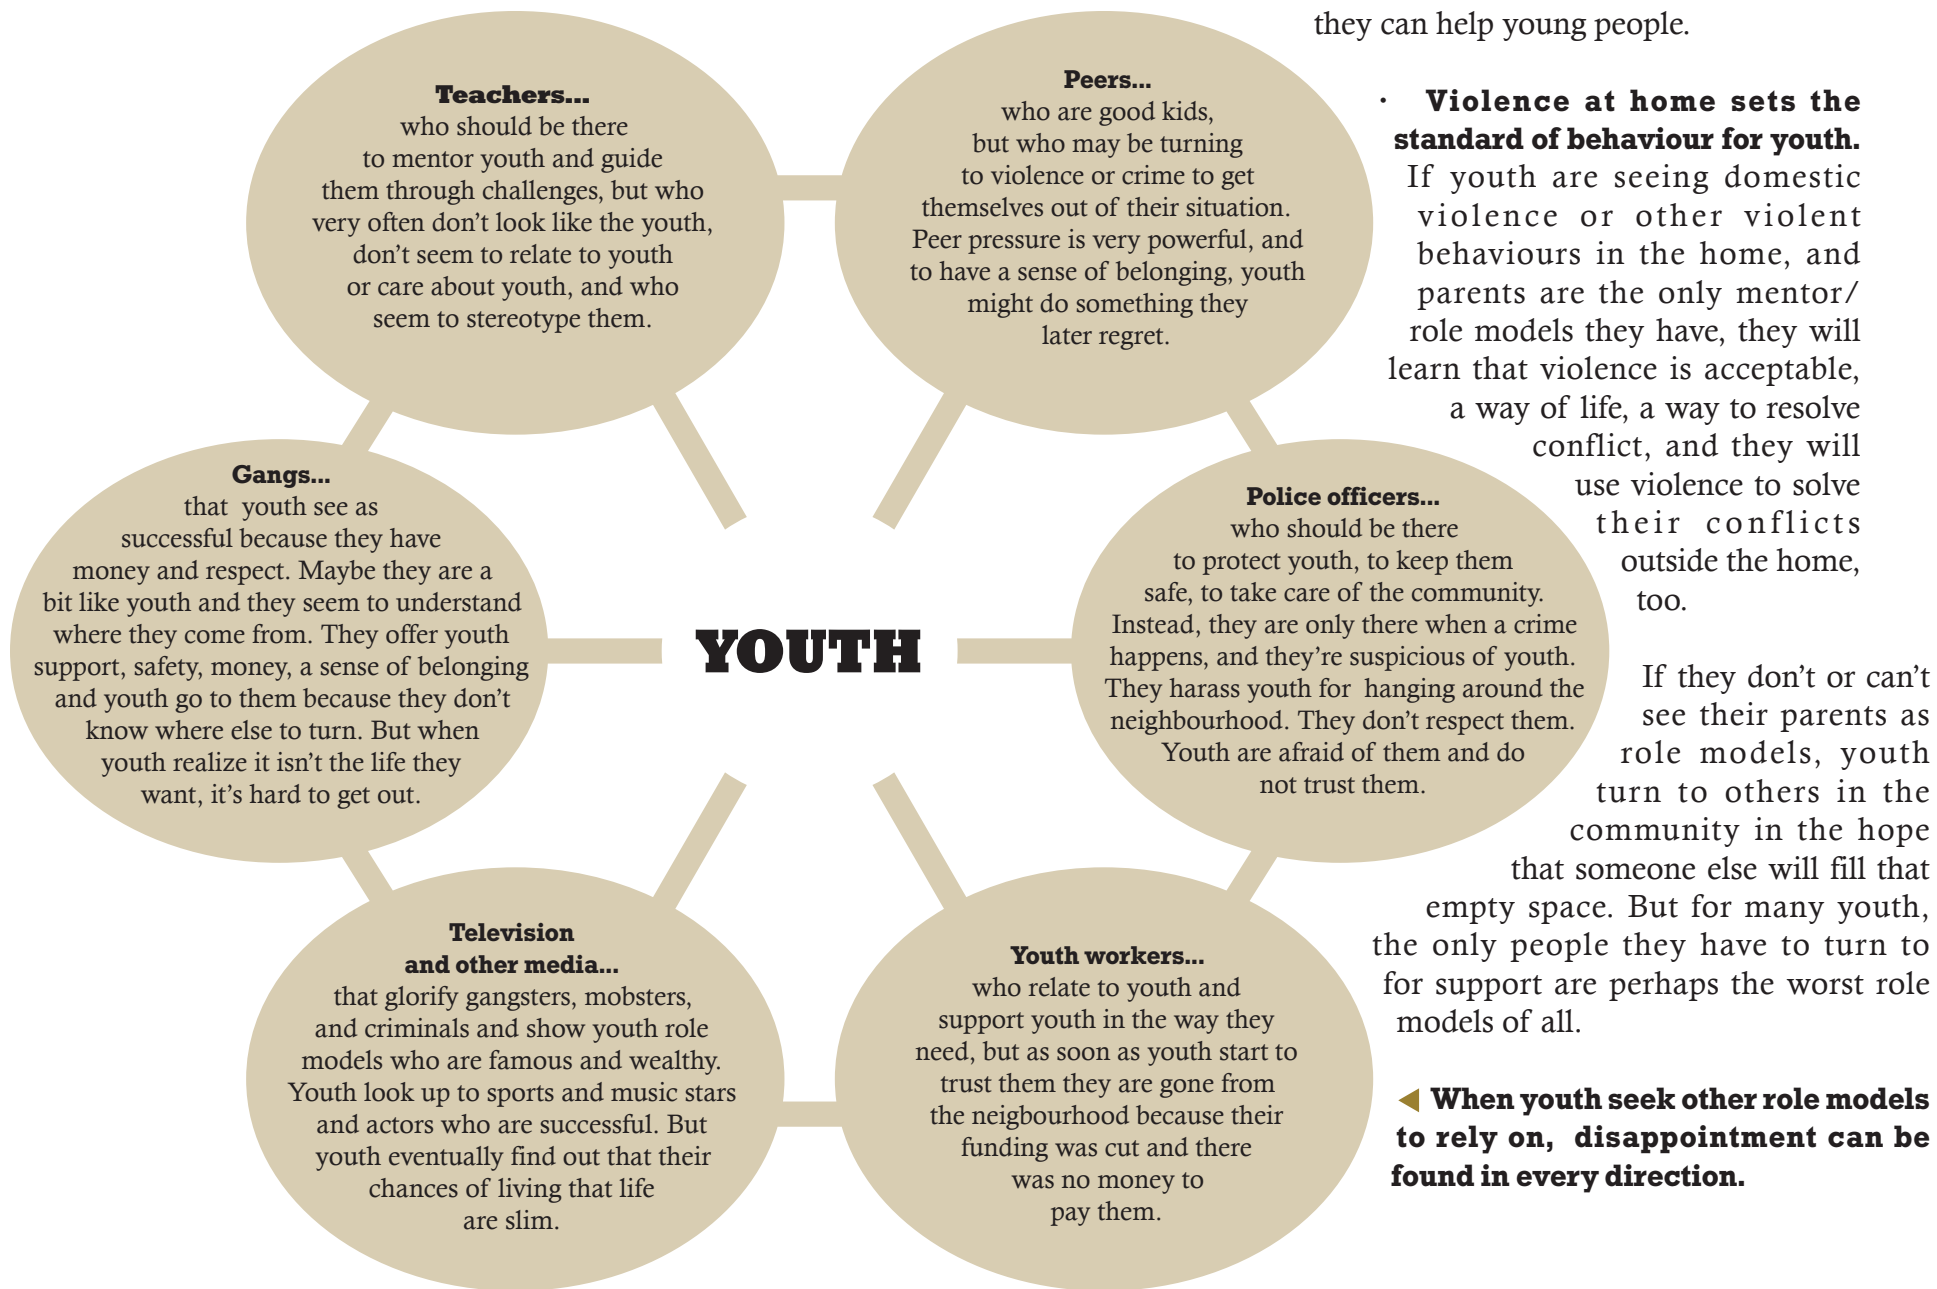 Teachers...
who should be there
to mentor youth and guide
them through challenges, but who
very often don’t look like the youth,
don’t seem to relate to youth
or care about youth, and who
seem to stereotype them.
Peers...
who are good kids,
but who may be turning
to violence or crime to get
themselves out of their situation.
Peer pressure is very powerful, and
to have a sense of belonging, youth
might do something they
later regret.
Gangs...
that youth see as
successful because they have
money and respect. Maybe they are a
bit like youth and they seem to understand
where they come from. They offer youth
support, safety, money, a sense of belonging
and youth go to them because they don’t
know where else to turn. But when
youth realize it isn’t the life they
want, it’s hard to get out.
YOUTH
Police officers...
who should be there
to protect youth, to keep them
safe, to take care of the community.
Instead, they are only there when a crime
happens, and they’re suspicious of youth.
They harass youth for hanging around the
neighbourhood. They don’t respect them.
Youth are afraid of them and do
not trust them.
Television
and other media...
that glorify gangsters, mobsters,
and criminals and show youth role
models who are famous and wealthy.
Youth look up to sports and music stars
and actors who are successful. But
youth eventually find out that their
chances of living that life
are slim.
Youth workers...
who relate to youth and
support youth in the way they
need, but as soon as youth start to
trust them they are gone from
the neigbourhood because their
funding was cut and there
was no money to
pay them.
they can help young people.
· Violence at home sets the
standard of behaviour for youth.
If youth are seeing domestic
violence or other violent
behaviours in the home, and
parents are the only mentor/
role models they have, they will
learn that violence is acceptable,
a way of life, a way to resolve
conflict, and they will
use violence to solve
their conflicts
outside the home,
too.
If they don’t or can’t
see their parents as
role models, youth
turn to others in the
community in the hope
that someone else will fill that
empty space. But for many youth,
the only people they have to turn to
for support are perhaps the worst role
models of all.
◀ When youth seek other role models
to rely on, disappointment can be
found in every direction.